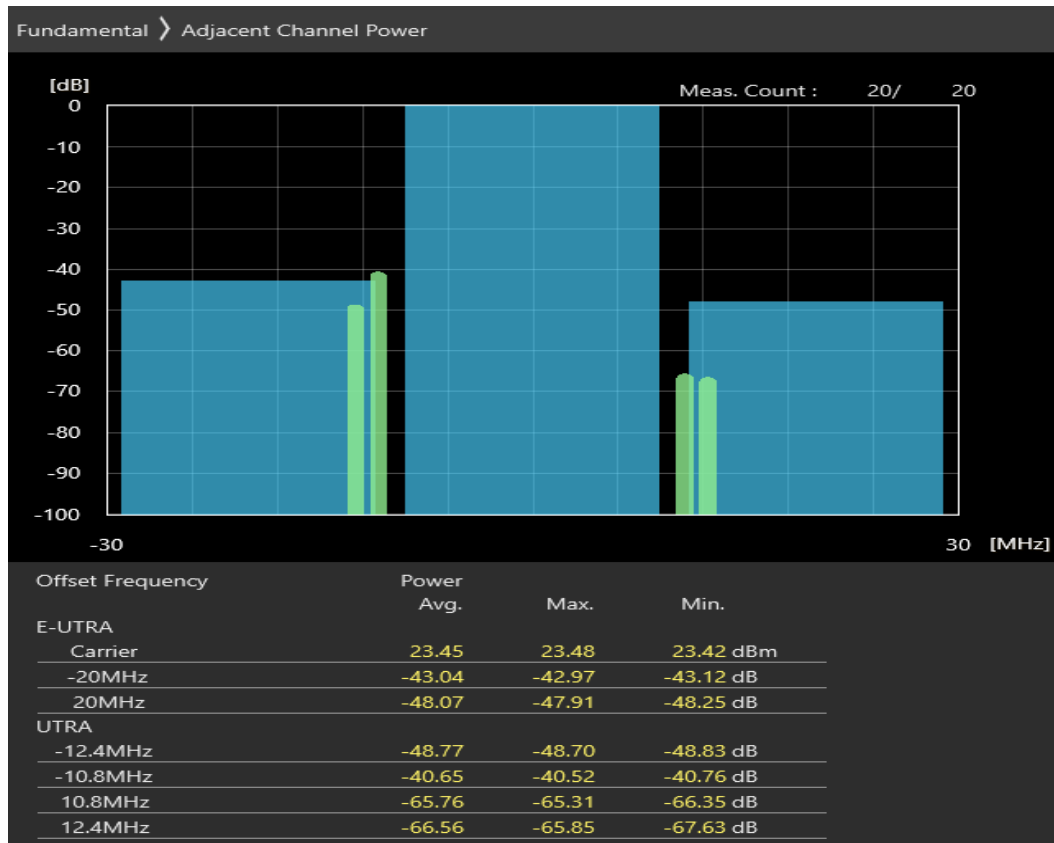 Fundamental ❯ Adjacent Channel Power
[dB]
Meas. Count : 20/ 20
0
-10
-20
-30
-40
-50
-60
-70
-80
-90
-100
-30 30 [MHz]
Offset Frequency Power
Avg. Max. Min.
E-UTRA
Carrier 23.45 23.48 23.42 dBm
-20MHz -43.04 -42.97 -43.12 dB
20MHz -48.07 -47.91 -48.25 dB
UTRA
-12.4MHz -48.77 -48.70 -48.83 dB
-10.8MHz -40.65 -40.52 -40.76 dB
10.8MHz -65.76 -65.31 -66.35 dB
12.4MHz -66.56 -65.85 -67.63 dB